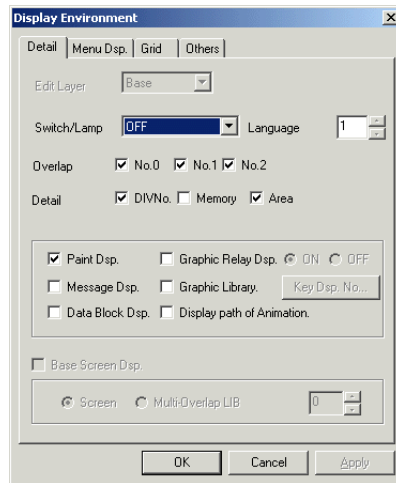 Display Environment
Detail Menu Dsp. Grid Others
Edit Layer Base
Switch/Lamp OFF Language 1
Overlap No.0 No.1 No.2
Detail DIVNo. Memory Area
Paint Dsp. Graphic Relay Dsp. ON OFF
Message Dsp. Graphic Library. Key Dsp. No...
Data Block Dsp. Display path of Animation.
Base Screen Dsp.
Screen Multi-Overlap LIB 0
OK Cancel Apply